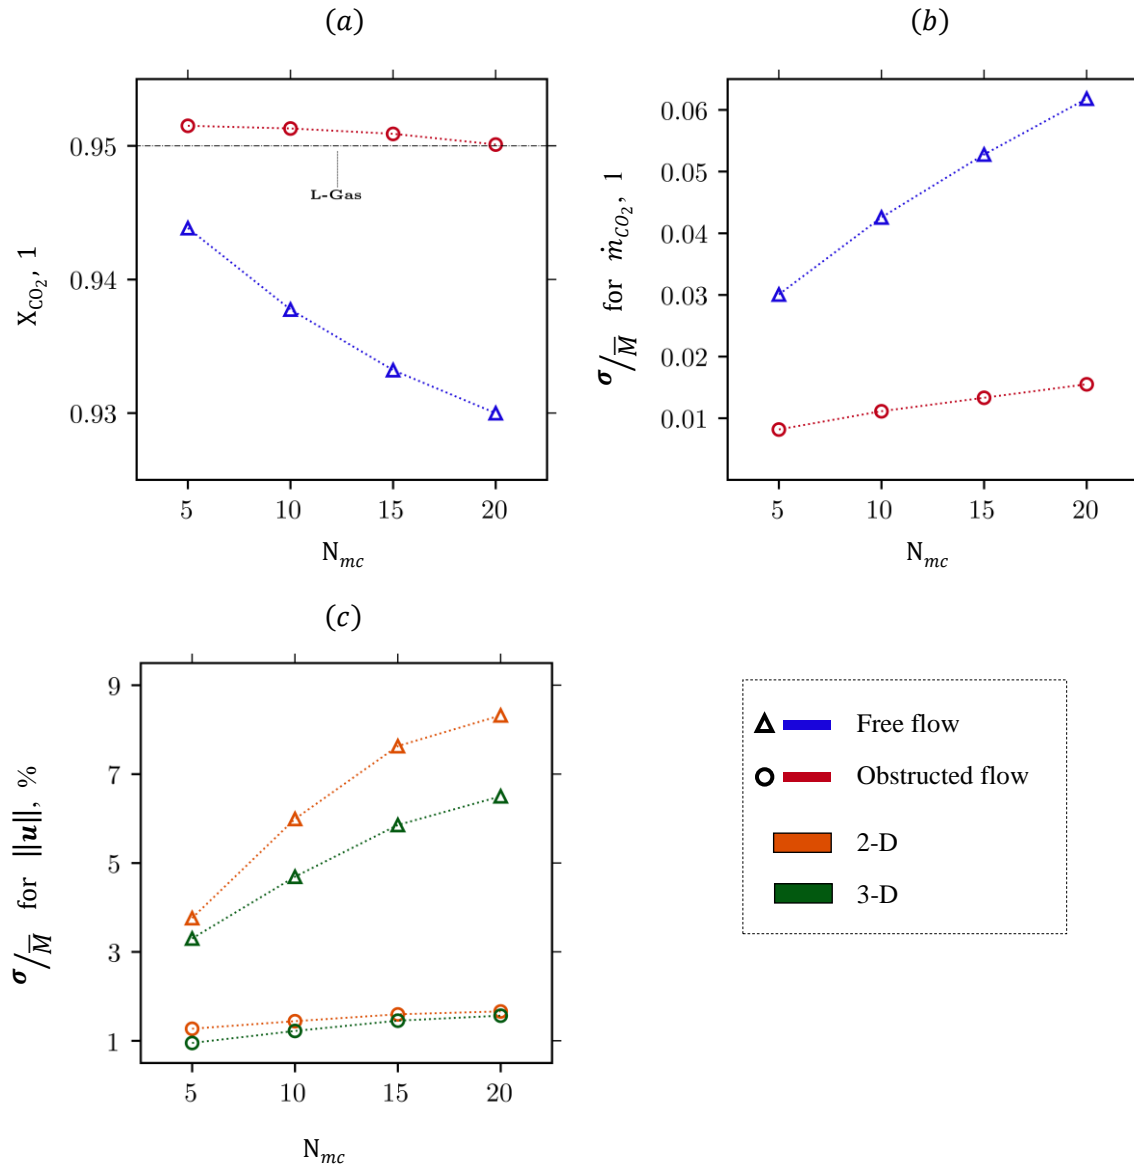 (a)
0.95
0.94
0.93
L-Gas
X_CO₂, 1
5 10 15 20
N_mc
(b)
0.06
0.05
0.04
0.03
0.02
0.01
σ/M̅ for ṁ_CO₂, 1
5 10 15 20
N_mc
(c)
9
7
5
3
1
σ/M̅ for ||u||, %
5 10 15 20
N_mc
Free flow
Obstructed flow
2-D
3-D